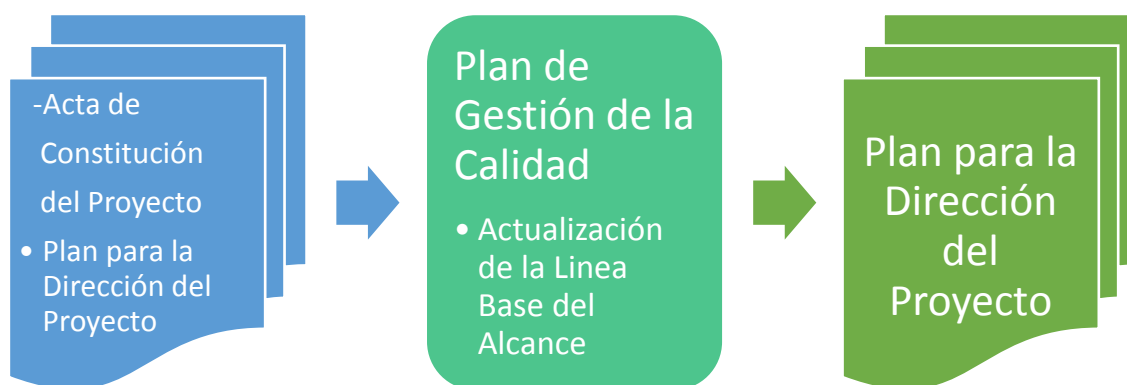 -Acta de
Constitución
del Proyecto
• Plan para la
Dirección del
Proyecto
Plan de
Gestión de la
Calidad
• Actualización
de la Linea
Base del
Alcance
Plan para la
Dirección
del
Proyecto